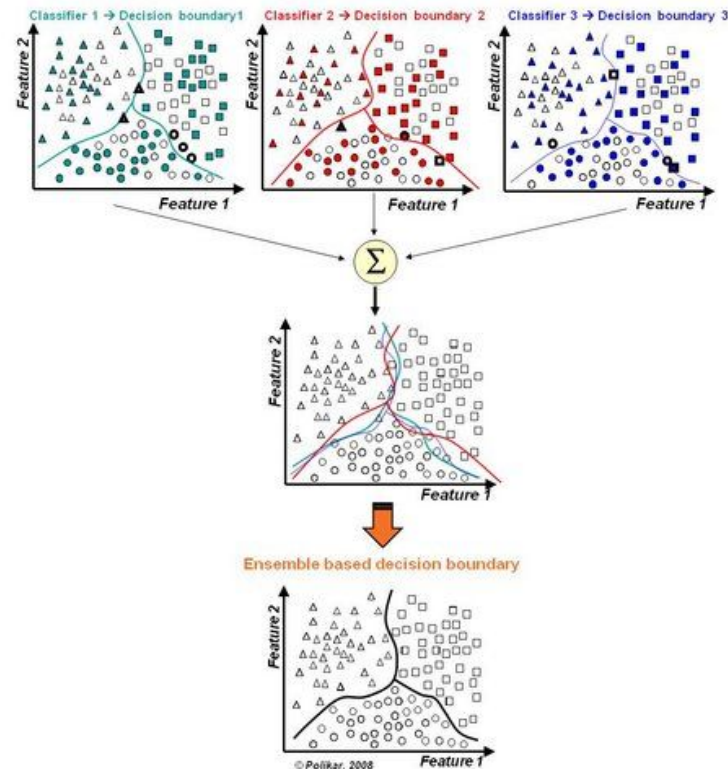 Classifier 1 → Decision boundary1
Classifier 2 → Decision boundary 2
Classifier 3 → Decision boundary 3
Feature 2
Feature 1
Feature 2
Feature 1
Feature 2
Feature 1
Σ
Feature 2
Feature 1
Ensemble based decision boundary
Feature 2
Feature 1
© Polikar, 2008